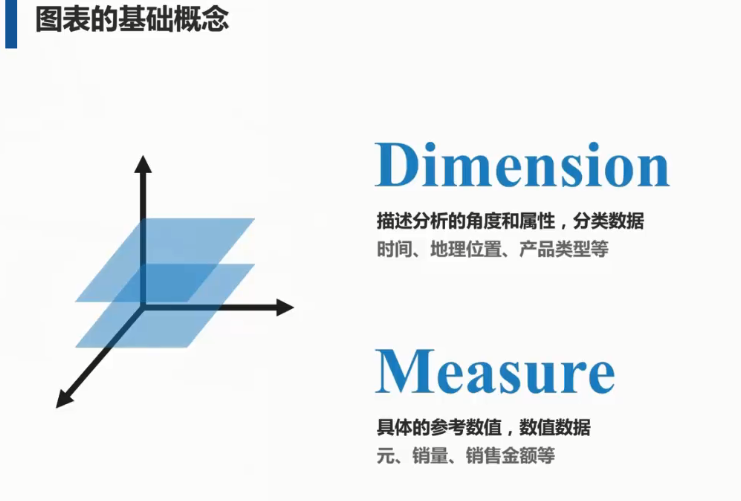 图表的基础概念
Dimension
描述分析的角度和属性，分类数据
时间、地理位置、产品类型等
Measure
具体的参考数值，数值数据
元、销量、销售金额等